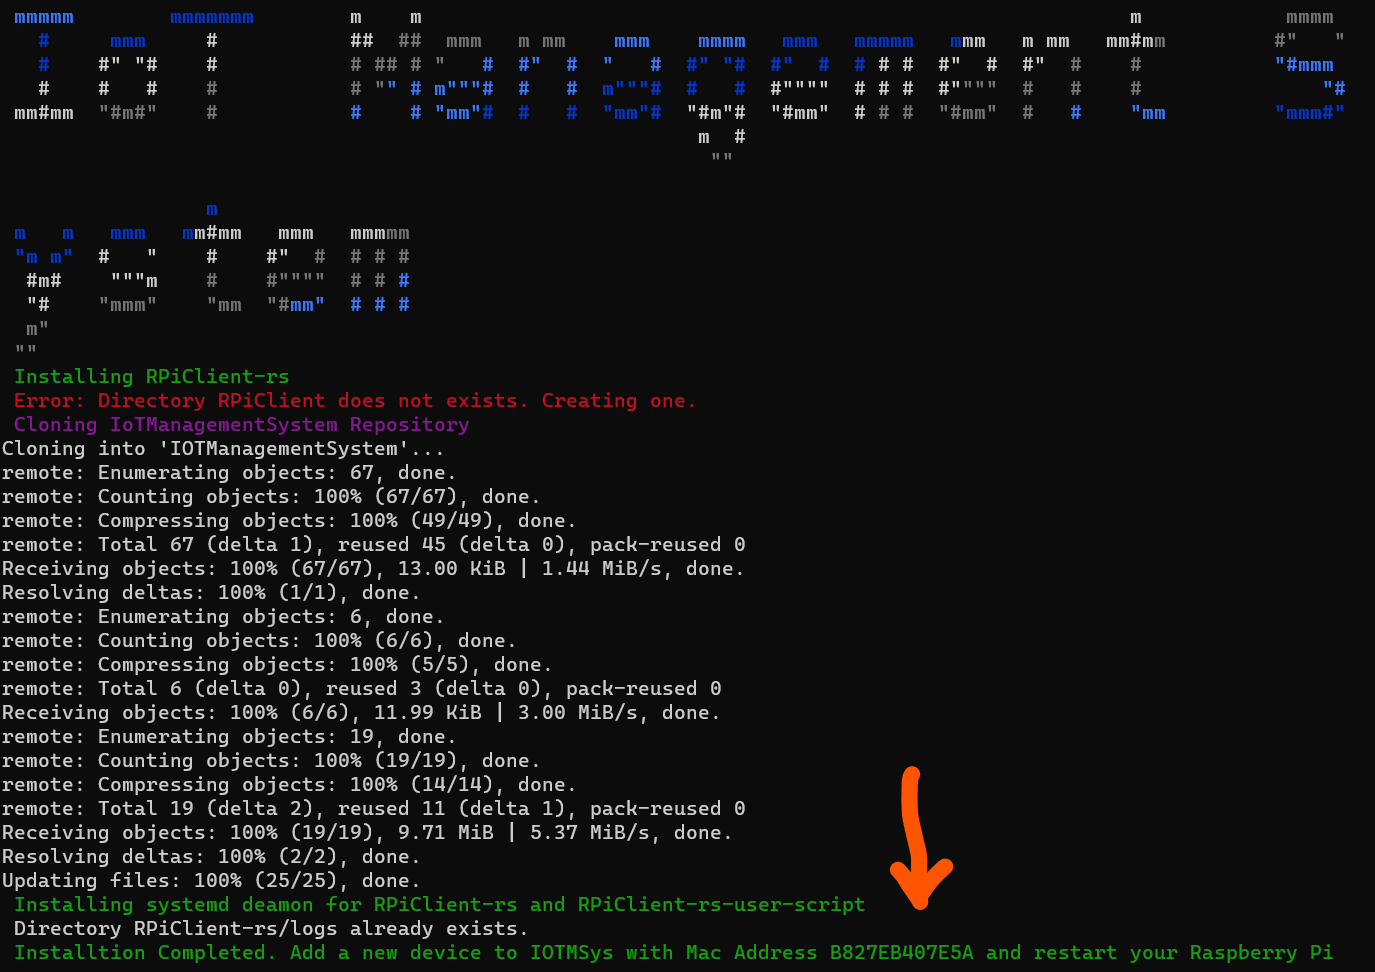 IoT Management System
Installing RPiClient-rs
Error: Directory RPiClient does not exists. Creating one.
Cloning IoTManagementSystem Repository
Cloning into 'IOTManagementSystem'...
remote: Enumerating objects: 67, done.
remote: Counting objects: 100% (67/67), done.
remote: Compressing objects: 100% (49/49), done.
remote: Total 67 (delta 1), reused 45 (delta 0), pack-reused 0
Receiving objects: 100% (67/67), 13.00 KiB | 1.44 MiB/s, done.
Resolving deltas: 100% (1/1), done.
remote: Enumerating objects: 6, done.
remote: Counting objects: 100% (6/6), done.
remote: Compressing objects: 100% (5/5), done.
remote: Total 6 (delta 0), reused 3 (delta 0), pack-reused 0
Receiving objects: 100% (6/6), 11.99 KiB | 3.00 MiB/s, done.
remote: Enumerating objects: 19, done.
remote: Counting objects: 100% (19/19), done.
remote: Compressing objects: 100% (14/14), done.
remote: Total 19 (delta 2), reused 11 (delta 1), pack-reused 0
Receiving objects: 100% (19/19), 9.71 MiB | 5.37 MiB/s, done.
Resolving deltas: 100% (2/2), done.
Updating files: 100% (25/25), done.
Installing systemd deamon for RPiClient-rs and RPiClient-rs-user-script
Directory RPiClient-rs/logs already exists.
Installtion Completed. Add a new device to IOTMSys with Mac Address B827EB407E5A and restart your Raspberry Pi